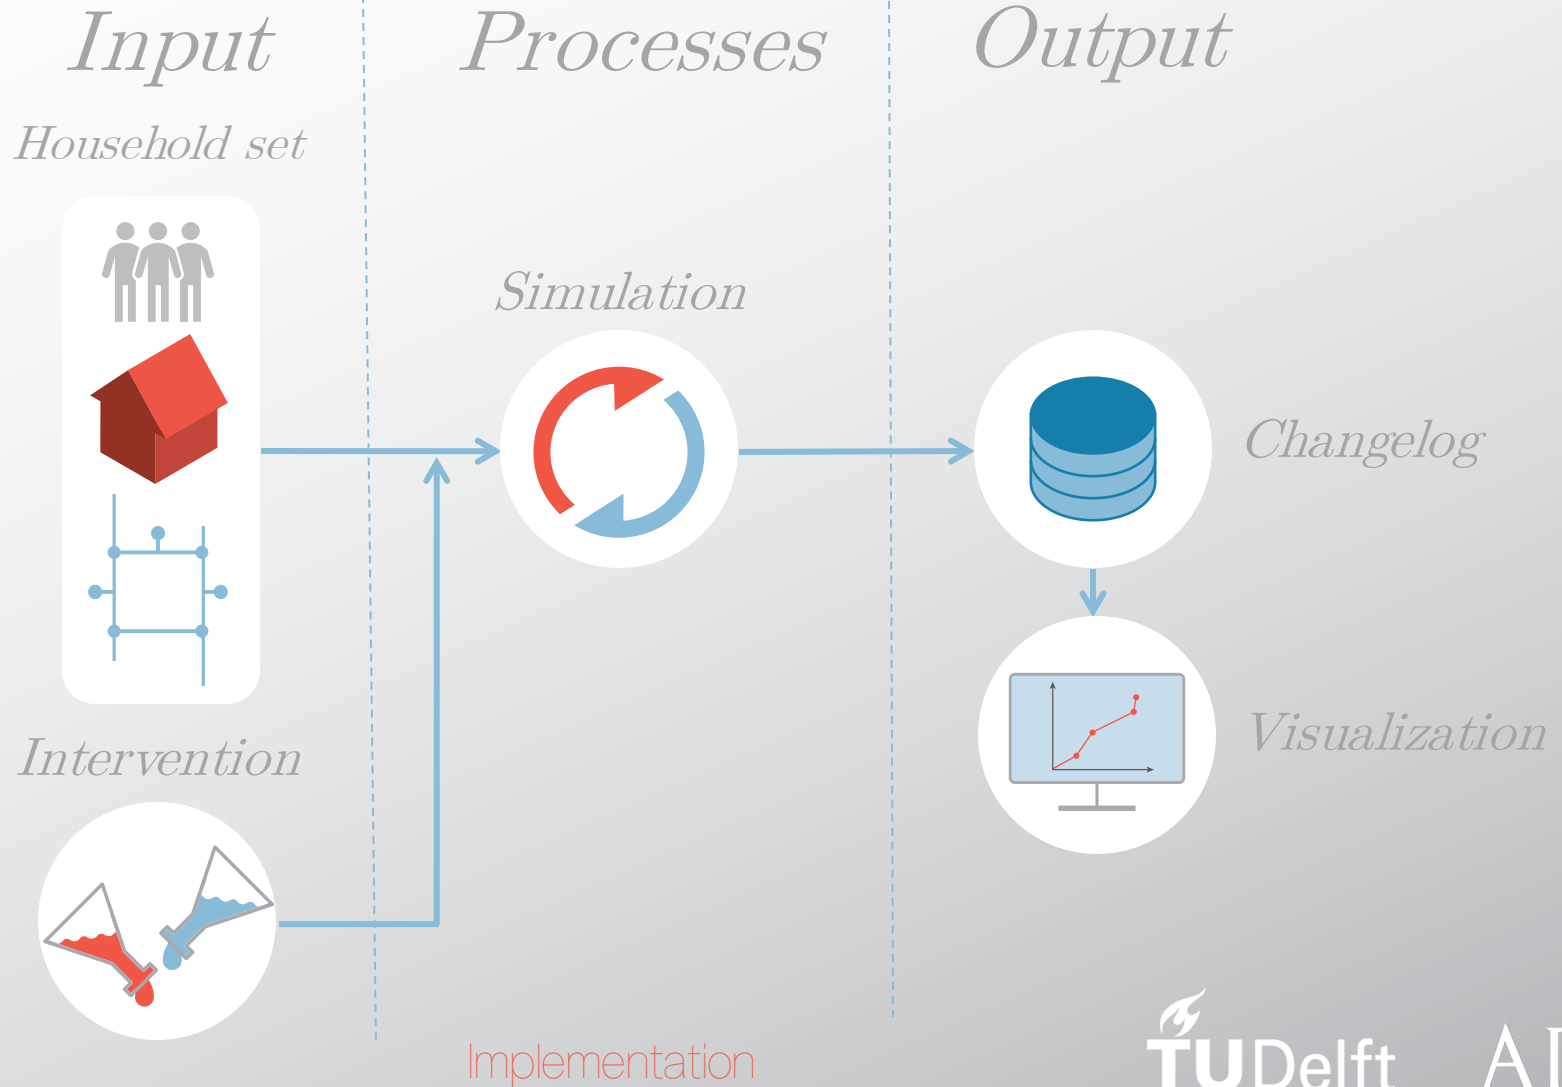 Input
Processes
Output
Household set
Simulation
Changelog
Visualization
Intervention
Implementation
TUDelft